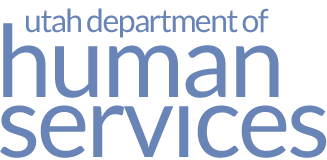 utah department of
human
services